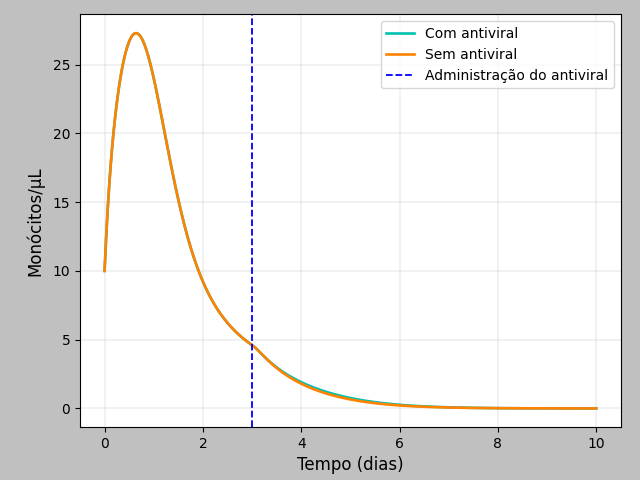 Com antiviral
Sem antiviral
Administração do antiviral
Monócitos/μL
25
20
15
10
5
0
0 2 4 6 8 10
Tempo (dias)